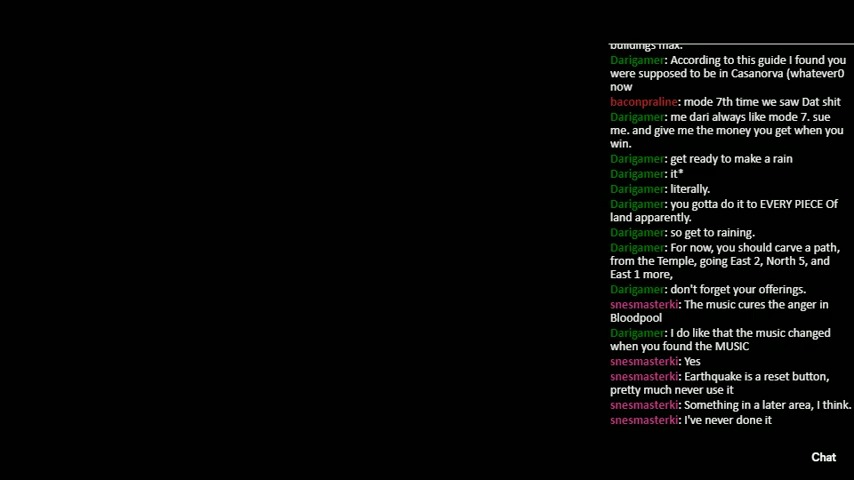 buildings max.
Darigamer: According to this guide I found you
were supposed to be in Casanorva (whatever0
now
baconpraline: mode 7th time we saw Dat shit
Darigamer: me dari always like mode 7. sue
me. and give me the money you get when you
win.
Darigamer: get ready to make a rain
Darigamer: it*
Darigamer: literally.
Darigamer: you gotta do it to EVERY PIECE Of
land apparently.
Darigamer: so get to raining.
Darigamer: For now, you should carve a path,
from the Temple, going East 2, North 5, and
East 1 more,
Darigamer: don't forget your offerings.
snesmasterki: The music cures the anger in
Bloodpool
Darigamer: I do like that the music changed
when you found the MUSIC
snesmasterki: Yes
snesmasterki: Earthquake is a reset button,
pretty much never use it
snesmasterki: Something in a later area, I think.
snesmasterki: I've never done it
Chat